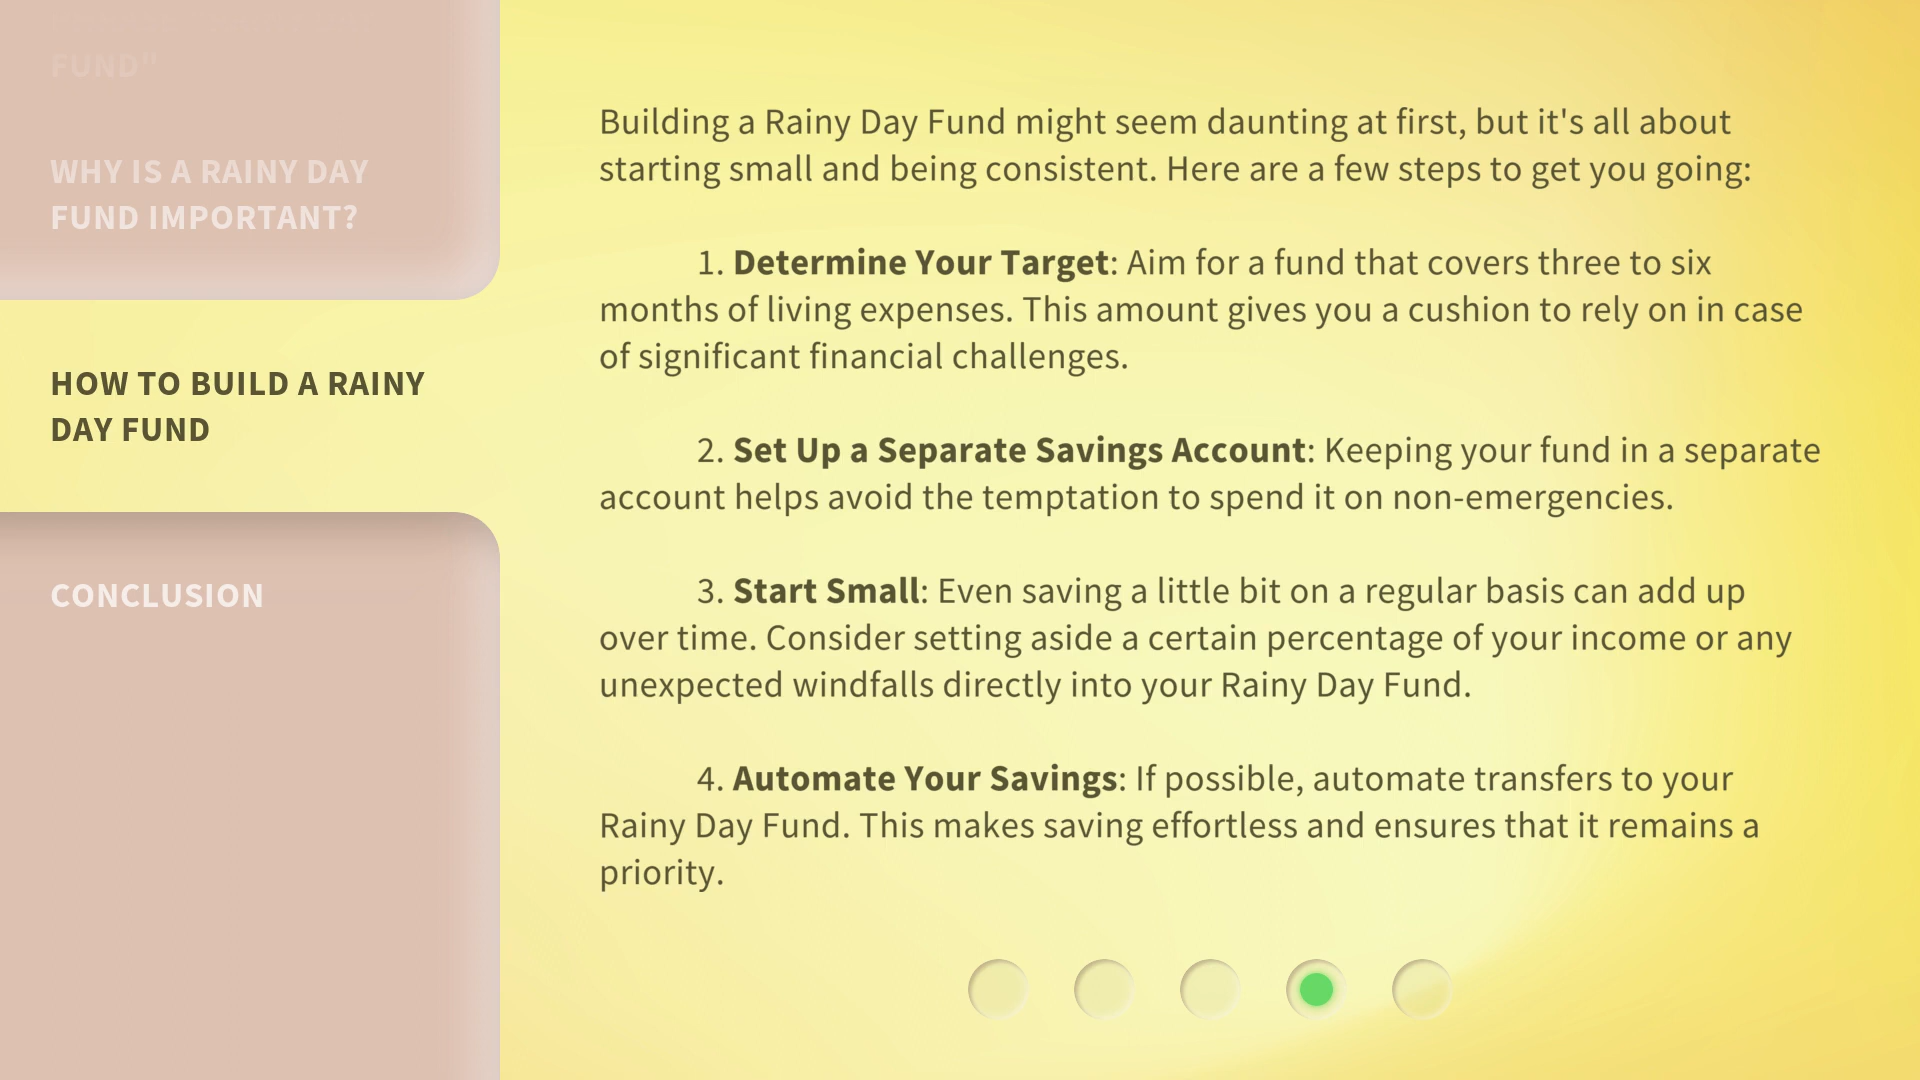 FUND"
WHY IS A RAINY DAY
FUND IMPORTANT?
HOW TO BUILD A RAINY
DAY FUND
CONCLUSION
Building a Rainy Day Fund might seem daunting at first, but it's all about
starting small and being consistent. Here are a few steps to get you going:
1. Determine Your Target: Aim for a fund that covers three to six
months of living expenses. This amount gives you a cushion to rely on in case
of significant financial challenges.
2. Set Up a Separate Savings Account: Keeping your fund in a separate
account helps avoid the temptation to spend it on non-emergencies.
3. Start Small: Even saving a little bit on a regular basis can add up
over time. Consider setting aside a certain percentage of your income or any
unexpected windfalls directly into your Rainy Day Fund.
4. Automate Your Savings: If possible, automate transfers to your
Rainy Day Fund. This makes saving effortless and ensures that it remains a
priority.